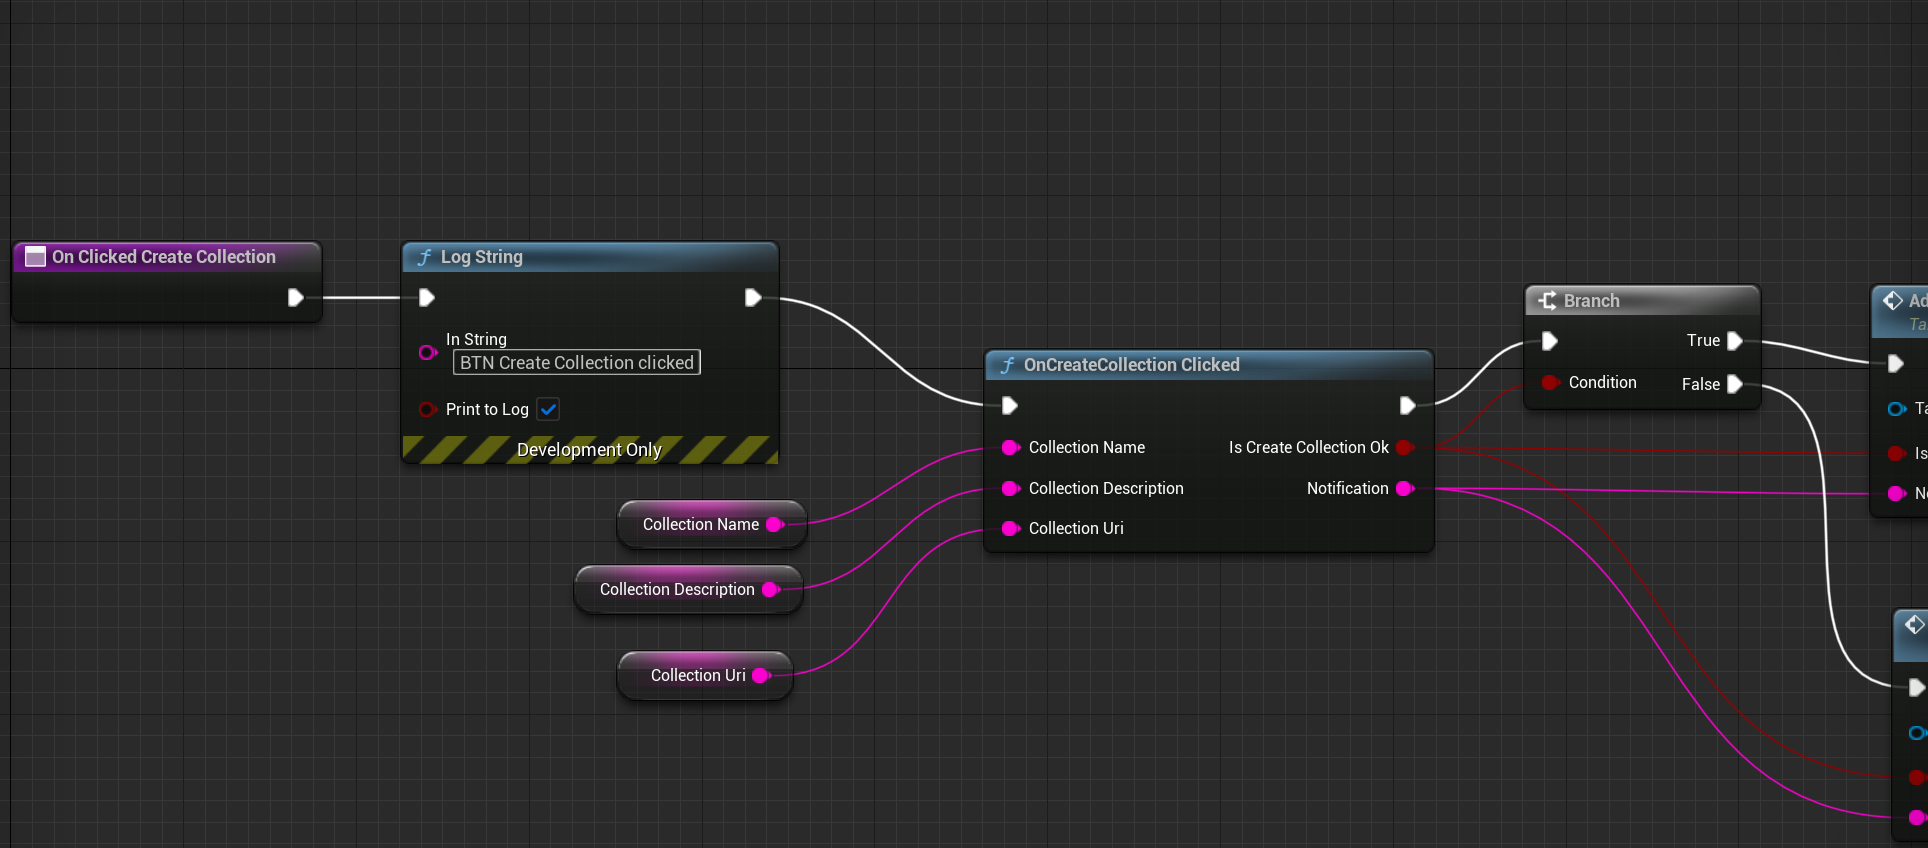 On Clicked Create Collection
Log String
In String
BTN Create Collection clicked
Print to Log
Development Only
Collection Name
Collection Description
Collection Uri
OnCreateCollection Clicked
Collection Name
Is Create Collection Ok
Collection Description
Notification
Collection Uri
Branch
True
Condition
False
Ad
Ta
Ta
Is